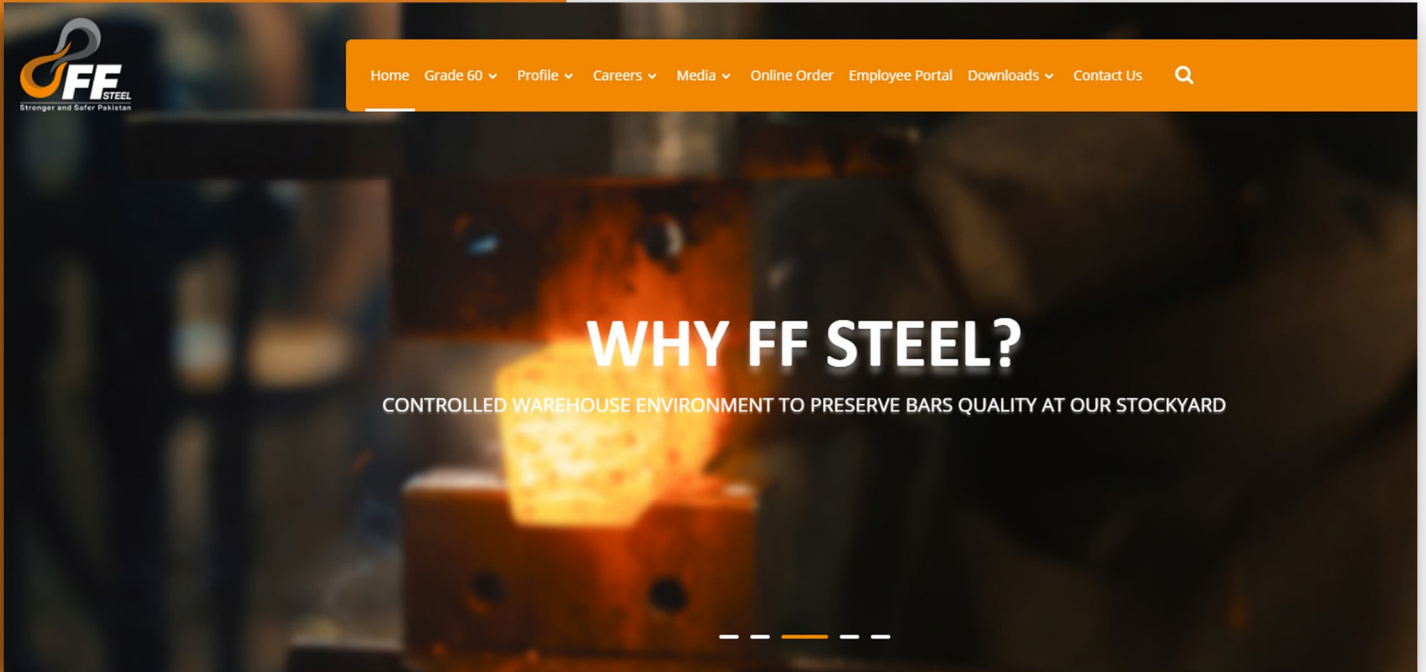 FF
STEEL
Stronger and Safer Pakistan
Home Grade 60 Profile Careers Media Online Order Employee Portal Downloads Contact Us
WHY FF STEEL?
CONTROLLED WAREHOUSE ENVIRONMENT TO PRESERVE BARS QUALITY AT OUR STOCKYARD